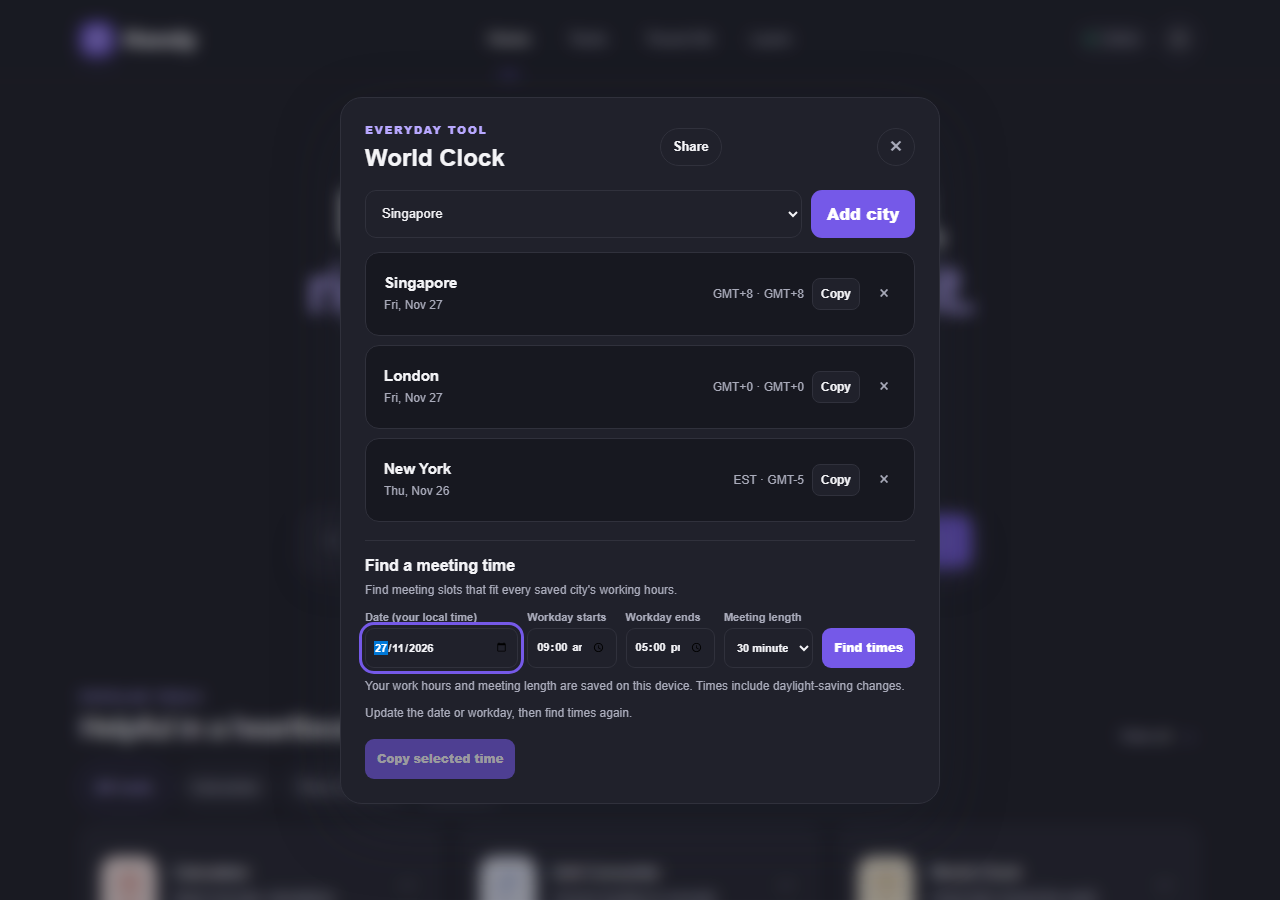 EVERYDAY TOOL
World Clock
Share
×
Singapore
Add city
Singapore
Fri, Nov 27
GMT+8 · GMT+8
Copy
×
London
Fri, Nov 27
GMT+0 · GMT+0
Copy
×
New York
Thu, Nov 26
EST · GMT-5
Copy
×
Find a meeting time
Find meeting slots that fit every saved city's working hours.
Date (your local time)
Workday starts
Workday ends
Meeting length
27/11/2026
09:00
05:00
30 minute
Find times
Your work hours and meeting length are saved on this device. Times include daylight-saving changes.
Update the date or workday, then find times again.
Copy selected time